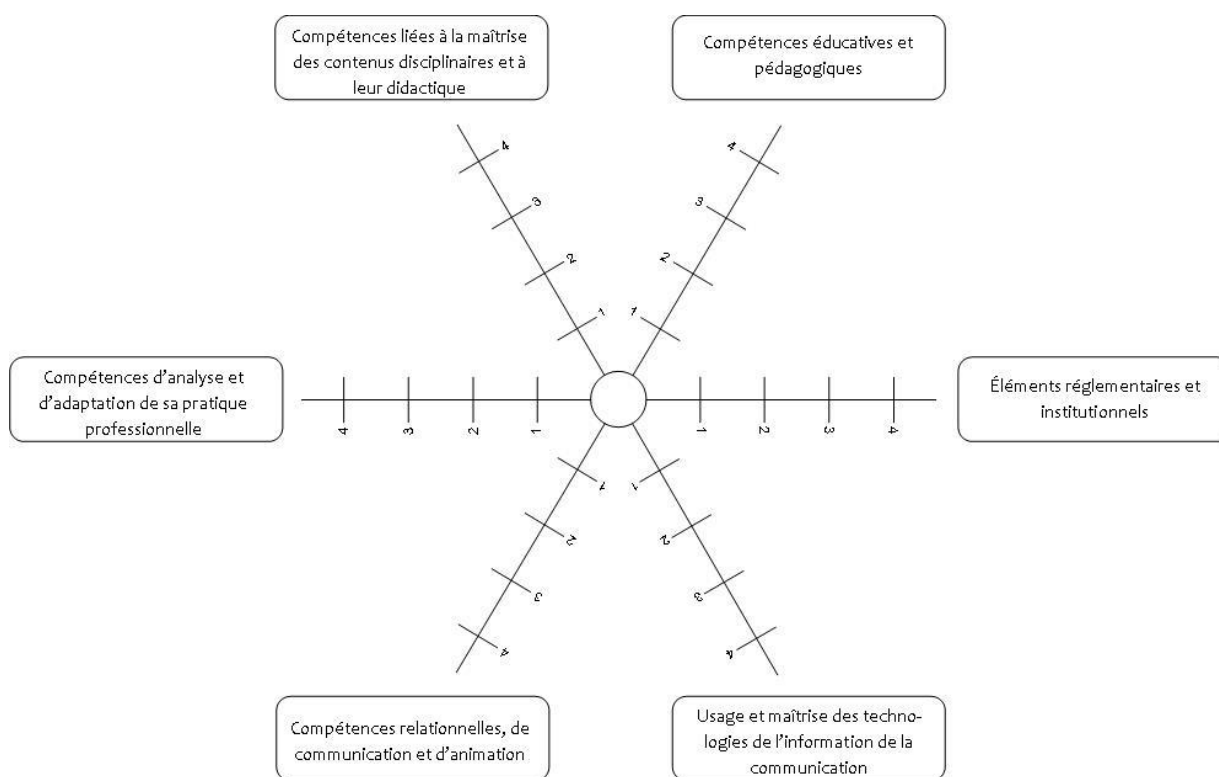 Compétences liées à la maîtrise
des contenus disciplinaires et à
leur didactique
Compétences éducatives et
pédagogiques
4
3
2
1
4
3
2
1
Compétences d'analyse et
d'adaptation de sa pratique
professionnelle
4
3
2
1
1
2
3
4
Éléments réglementaires et
institutionnels
1
2
3
4
1
2
3
4
Compétences relationnelles, de
communication et d'animation
Usage et maîtrise des techno-
logies de l'information de la
communication